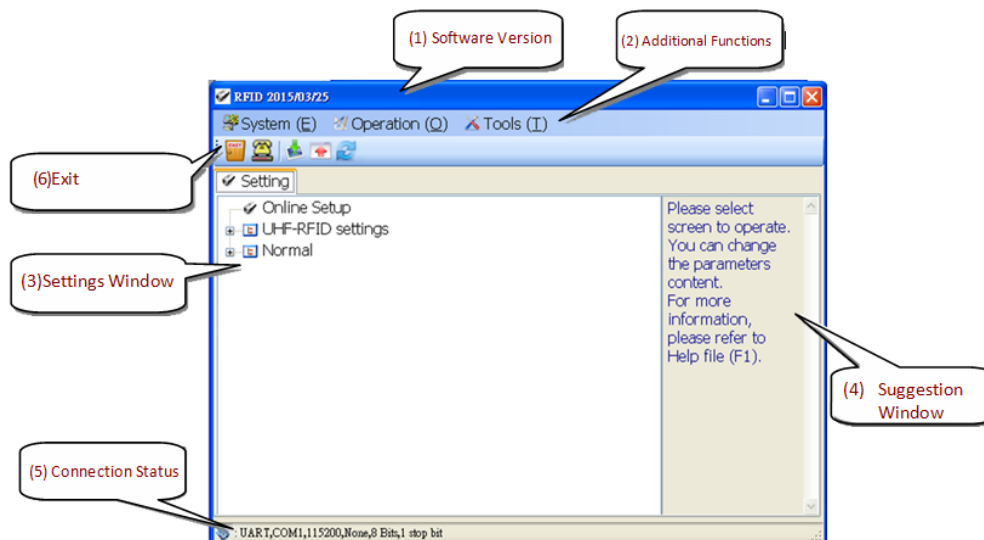 (1) Software Version
(2) Additional Functions
RFID 2015/03/25
System (E)
Operation (O)
Tools (T)
EXIT
(6)Exit
Setting
Online Setup
UHF-RFID settings
Normal
(3)Settings Window
Please select
screen to operate.
You can change
the parameters
content.
For more
information,
please refer to
Help file (F1).
(4) Suggestion
Window
(5) Connection Status
: UART,COM1,115200,None,8 Bits,1 stop bit